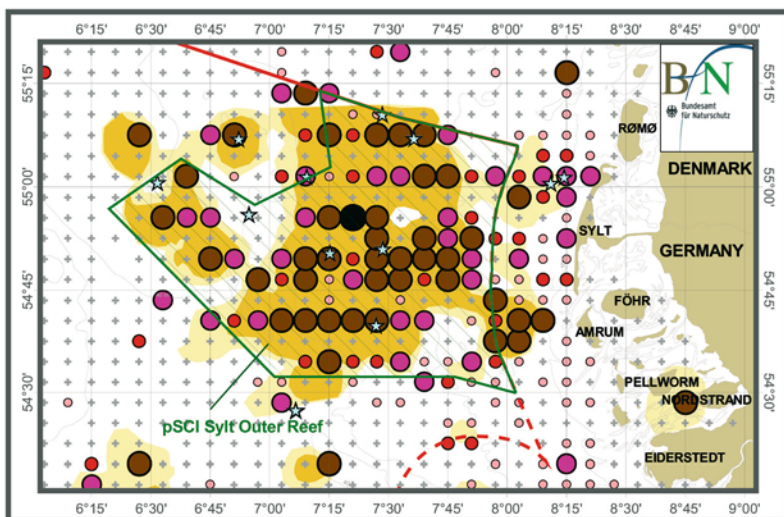 6°15' 6°30' 6°45' 7°00' 7°15' 7°30' 7°45' 8°00' 8°15' 8°30' 8°45' 9°00'
55°15' 55°15'
BfN
Bundesamt
für Naturschutz
RØMØ
DENMARK
55°00' 55°00'
SYLT
GERMANY
54°45' 54°45'
FÖHR
AMRUM
PELLWORM
54°30' 54°30'
NORDSTRAND
pSCI Sylt Outer Reef
EIDERSTEDT
6°15' 6°30' 6°45' 7°00' 7°15' 7°30' 7°45' 8°00' 8°15' 8°30' 8°45' 9°00'